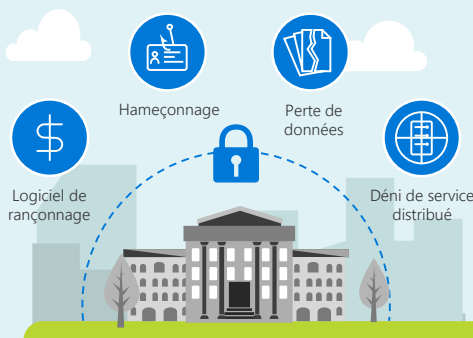 Hameçonnage
Perte de
données
Logiciel de
rançonnage
Déni de service
distribué